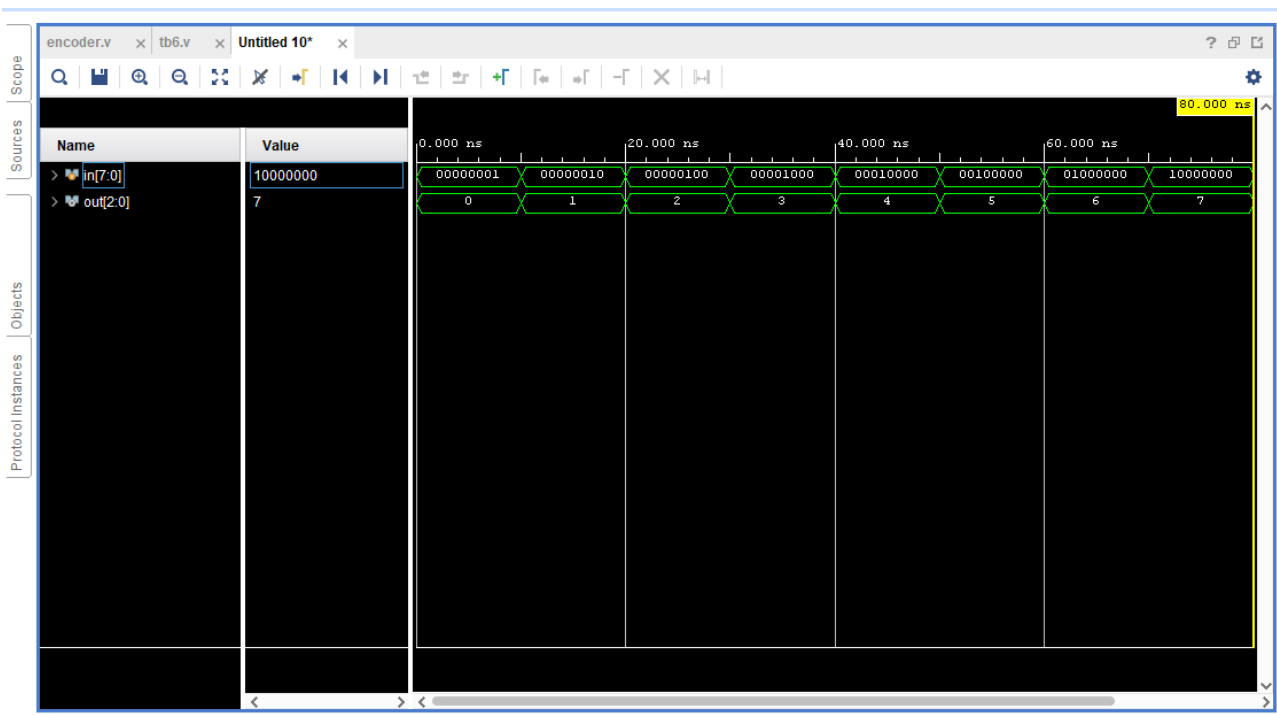 encoder.v × tb6.v × Untitled 10* ×
?
80.000 ns
Name Value
0.000 ns 20.000 ns 40.000 ns 60.000 ns
in[7:0] 10000000 00000001 00000010 00000100 00001000 00010000 00100000 01000000 10000000
out[2:0] 7 0 1 2 3 4 5 6 7
Scope
Sources
Objects
Protocol Instances